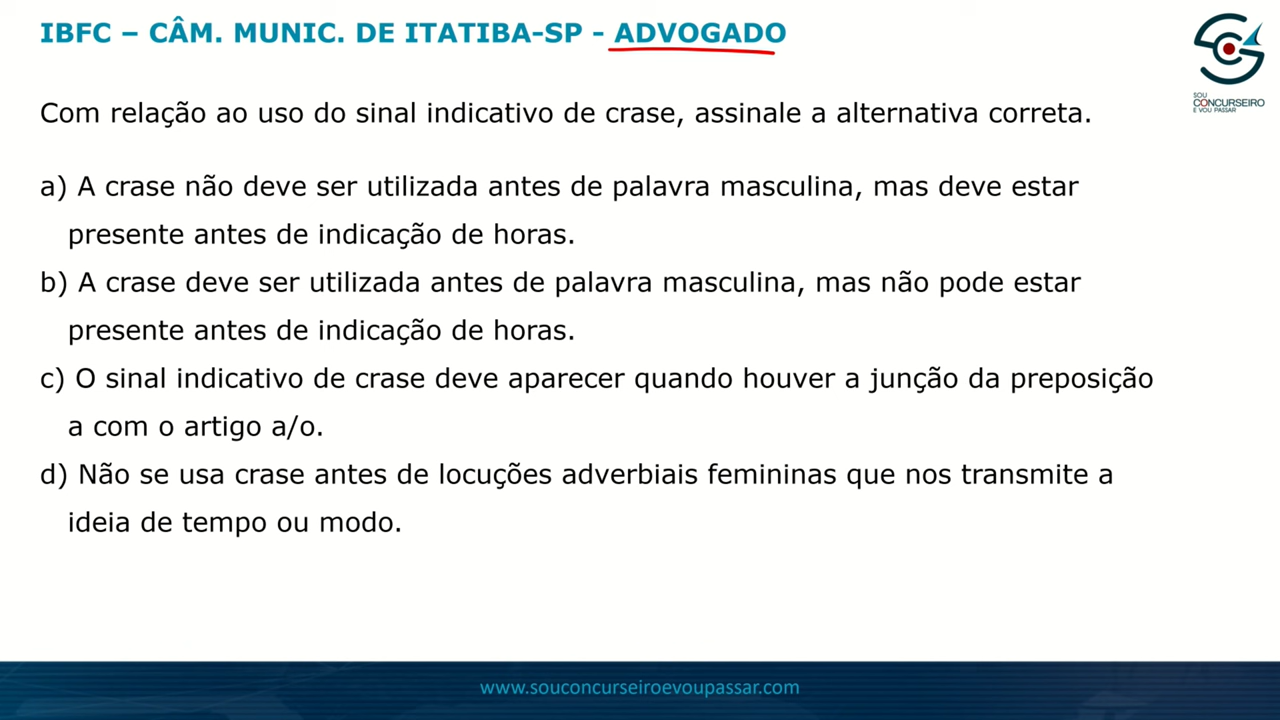 IBFC – CÂM. MUNIC. DE ITATIBA-SP - ADVOGADO
SOU
CONCURSEIRO
E VOU PASSAR
Com relação ao uso do sinal indicativo de crase, assinale a alternativa correta.
a) A crase não deve ser utilizada antes de palavra masculina, mas deve estar
presente antes de indicação de horas.
b) A crase deve ser utilizada antes de palavra masculina, mas não pode estar
presente antes de indicação de horas.
c) O sinal indicativo de crase deve aparecer quando houver a junção da preposição
a com o artigo a/o.
d) Não se usa crase antes de locuções adverbiais femininas que nos transmite a
ideia de tempo ou modo.
www.souconcurseiroevoupassar.com